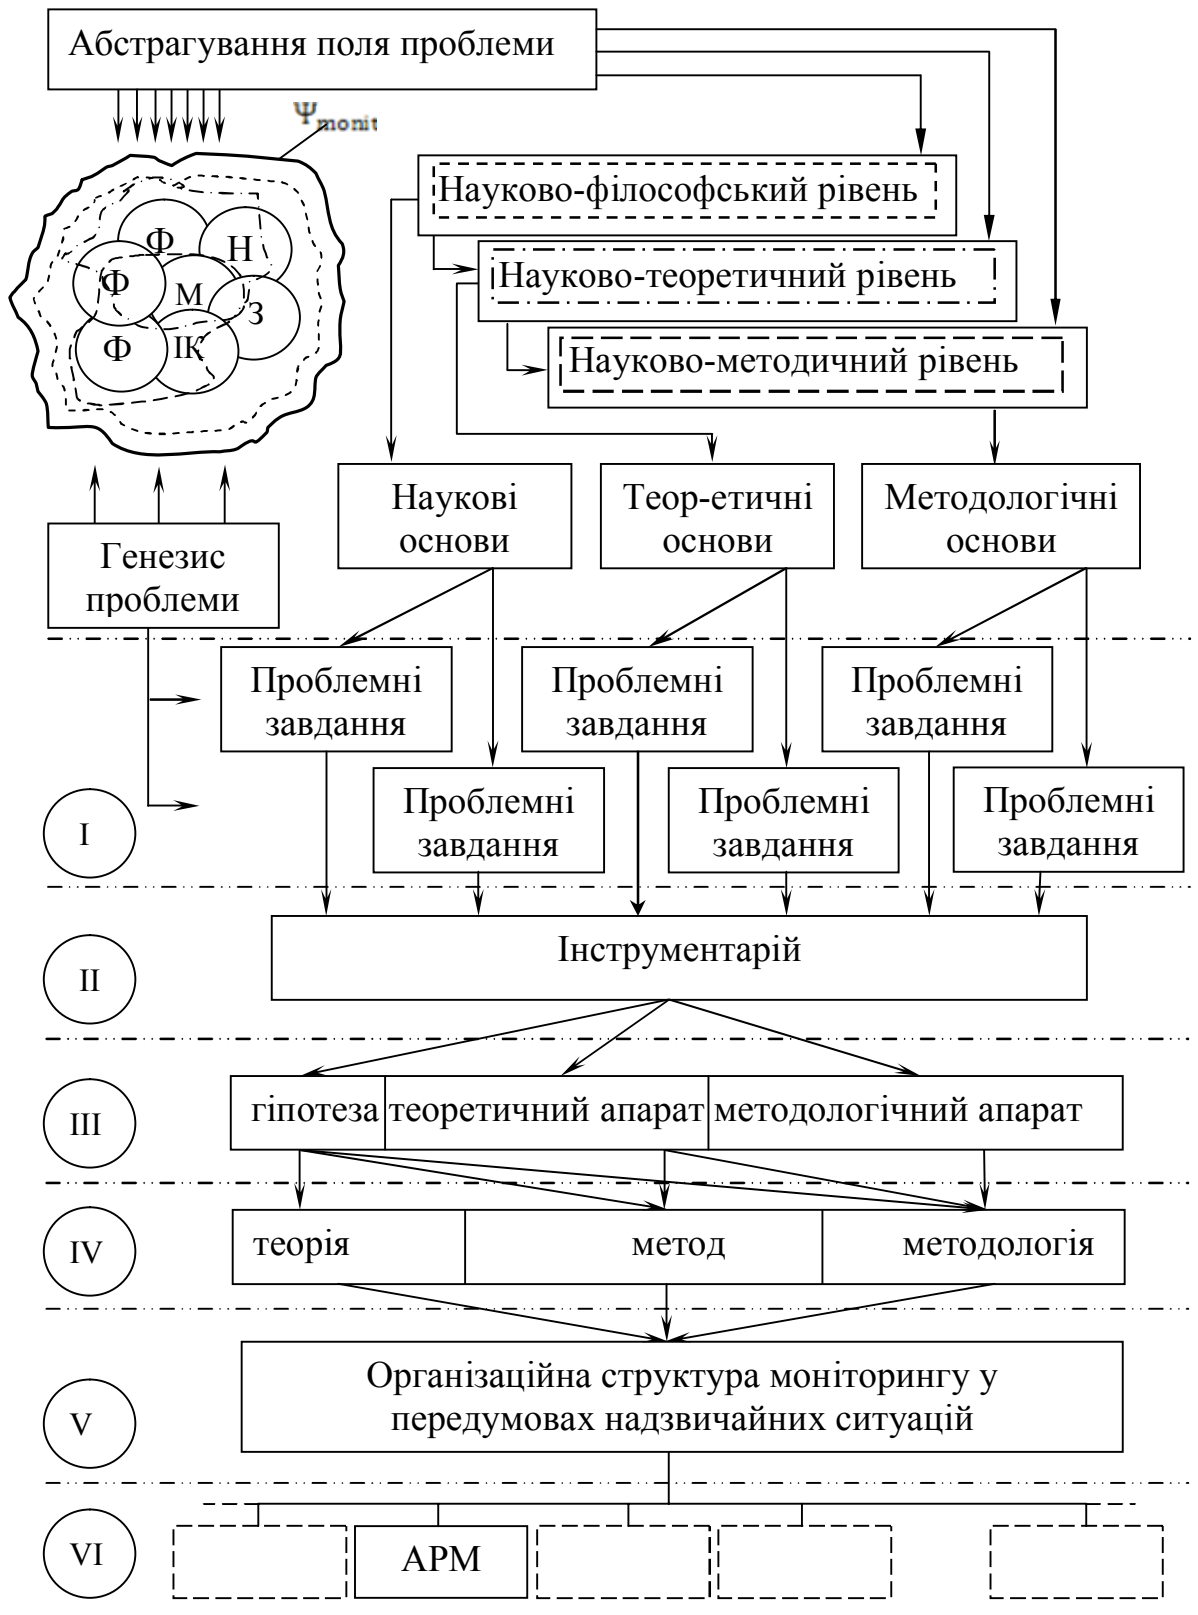 Абстрагування поля проблеми
Ψmonit
Науково-філософський рівень
Науково-теоретичний рівень
Науково-методичний рівень
Ф
Н
Ф
М
З
Ф
ІК
Генезис
проблеми
Наукові
основи
Теор-етичні
основи
Методологічні
основи
Проблемні
завдання
Проблемні
завдання
Проблемні
завдання
Проблемні
завдання
Проблемні
завдання
Проблемні
завдання
I
Інструментарій
II
гіпотеза
теоретичний апарат
методологічний апарат
III
теорія
метод
методологія
IV
Організаційна структура моніторингу у
передумовах надзвичайних ситуацій
V
АРМ
VI